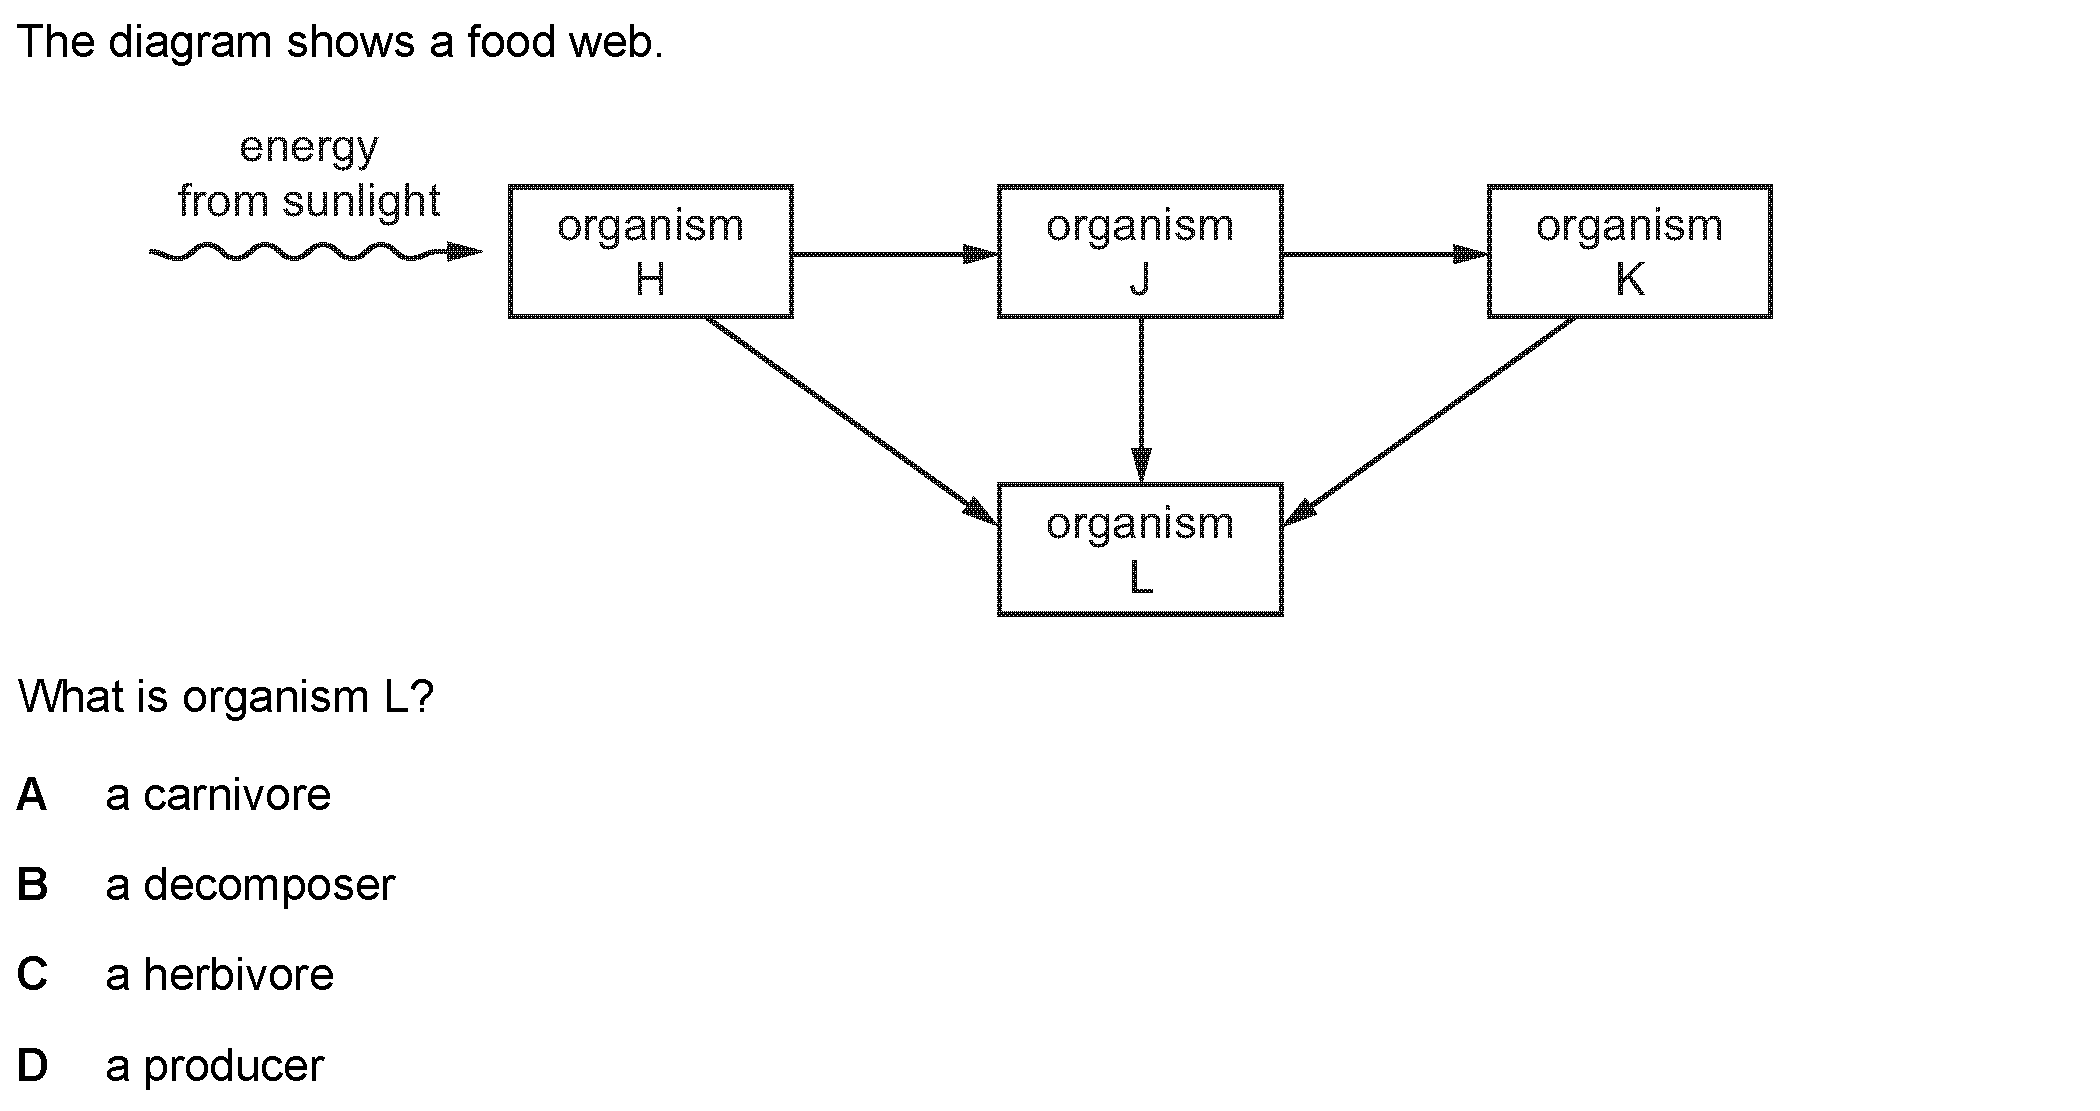 The diagram shows a food web.
energy
from sunlight
organism
H
organism
J
organism
K
organism
L
What is organism L?
A a carnivore
B a decomposer
C a herbivore
D a producer